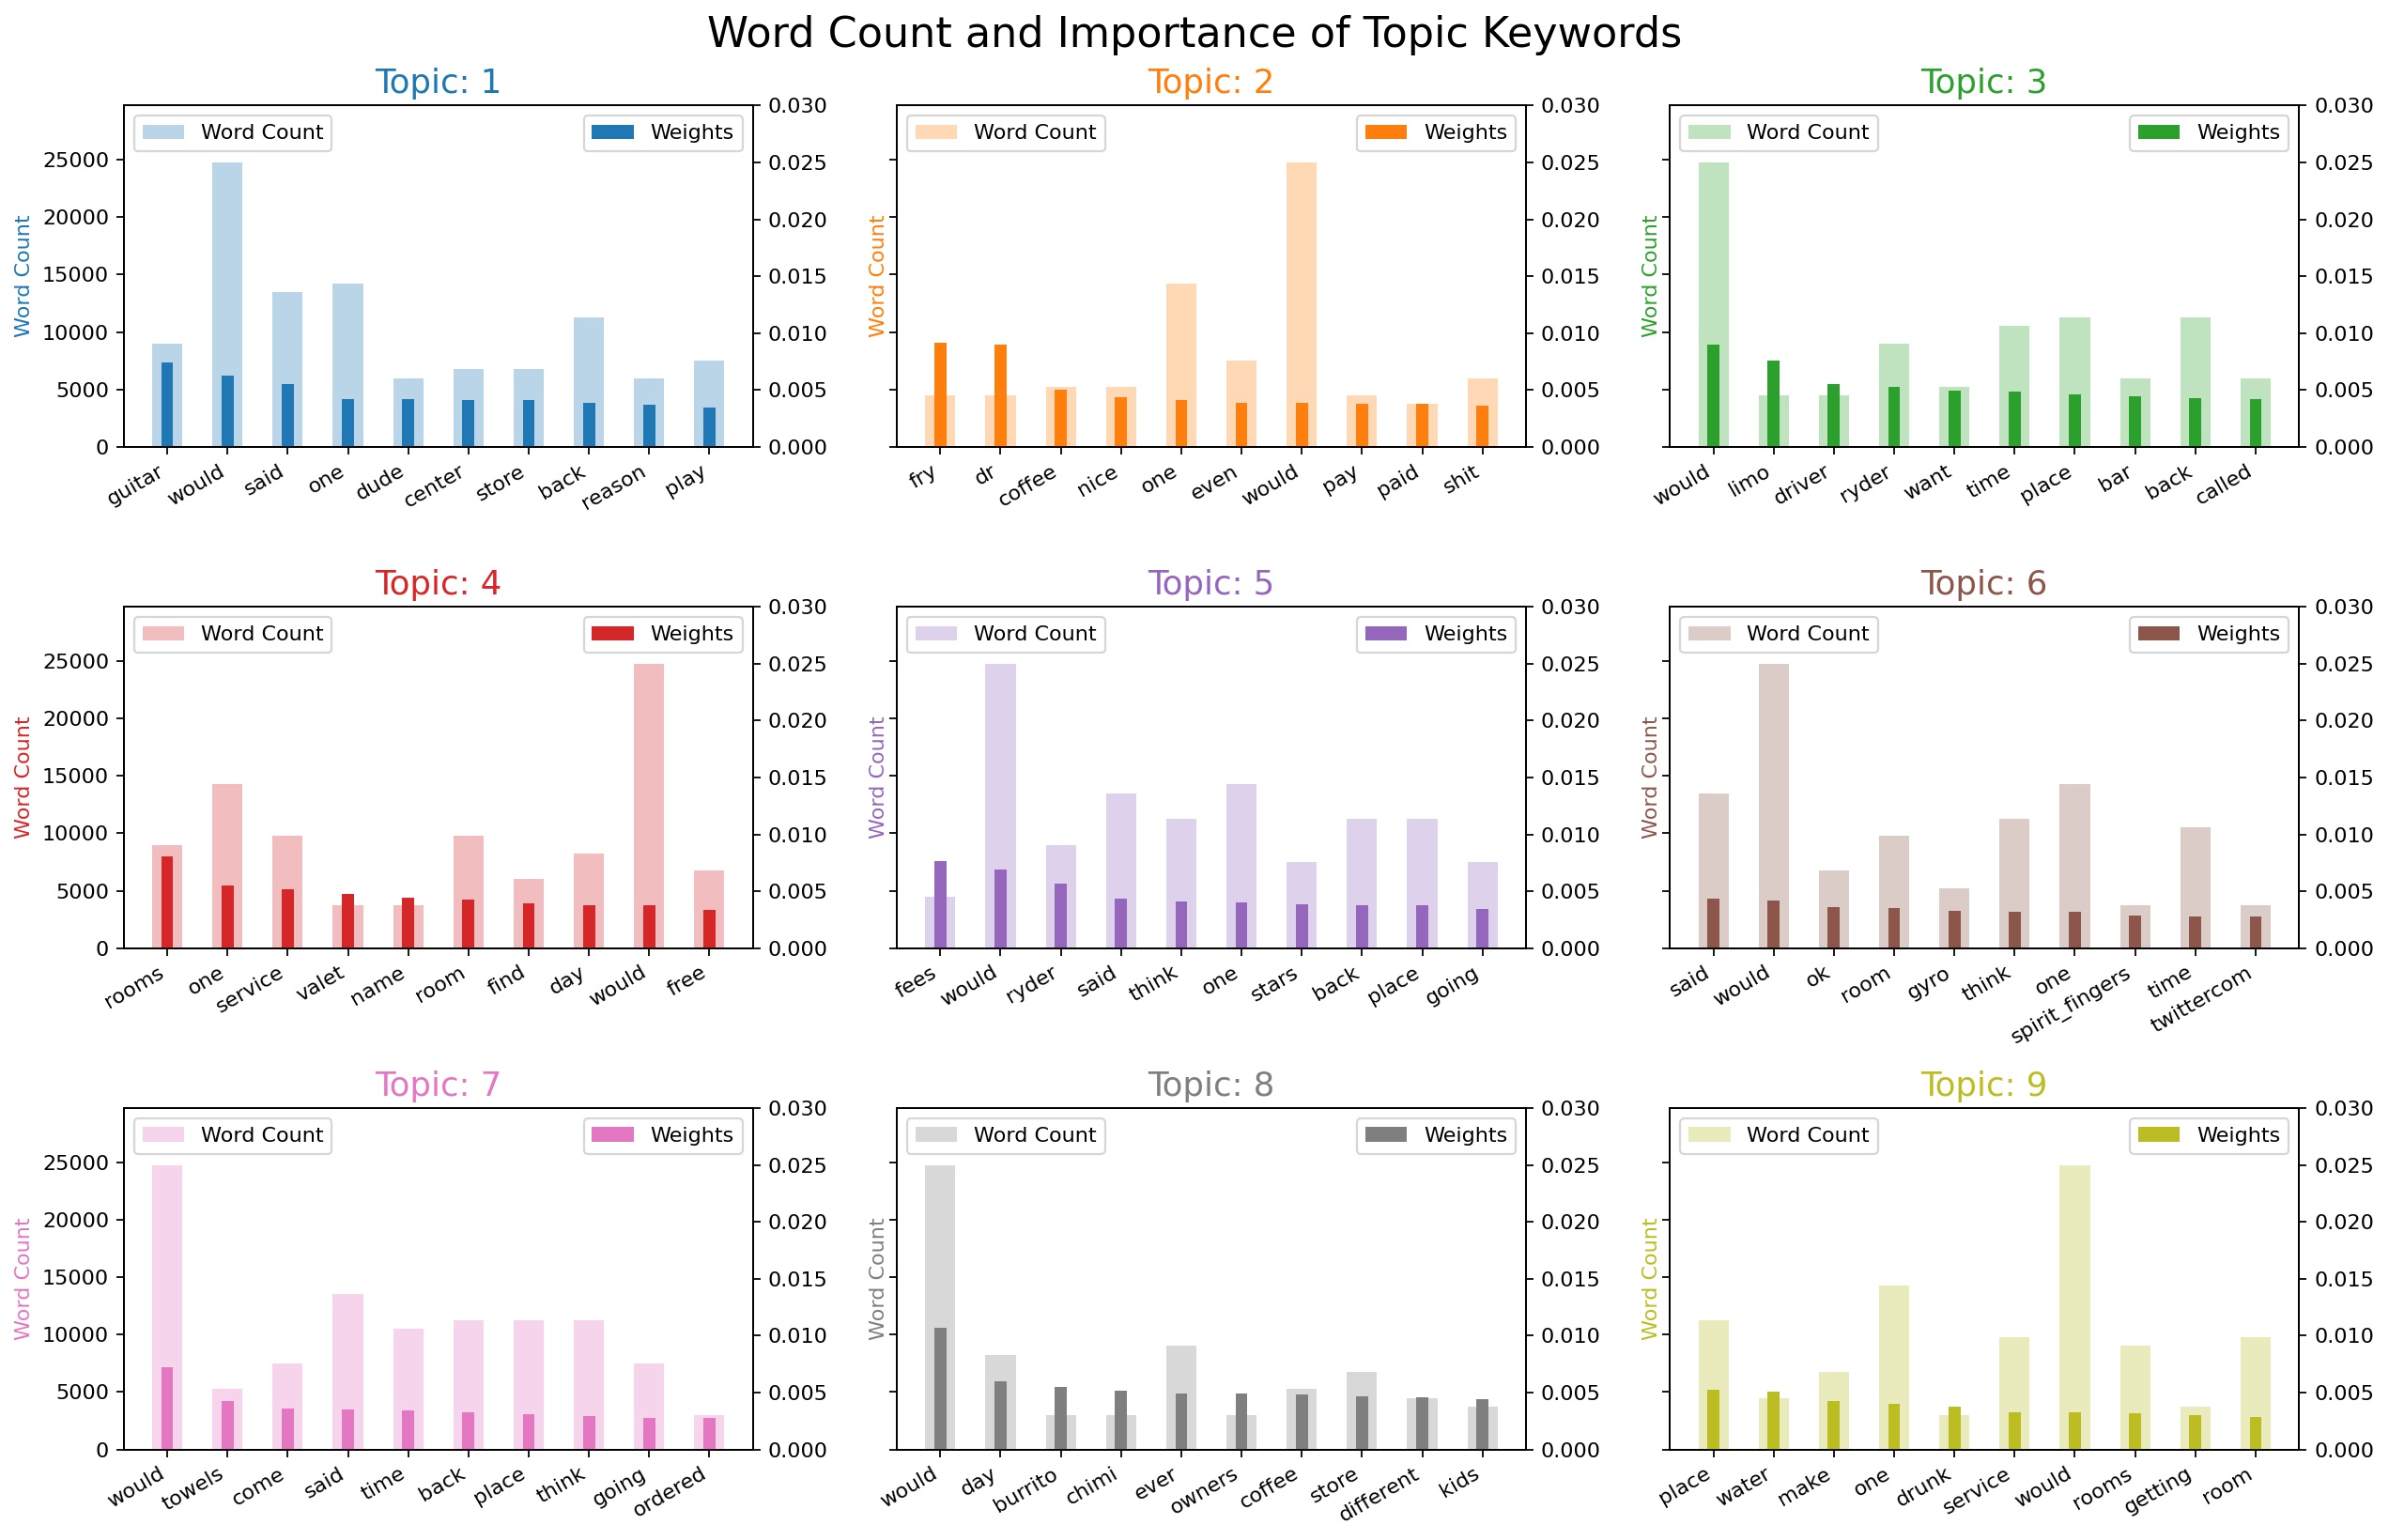 Word Count and Importance of Topic Keywords
Topic: 1
Word Count
Weights
Word Count
25000
20000
15000
10000
5000
0
0.030
0.025
0.020
0.015
0.010
0.005
0.000
guitar would said one dude center store back reason play
Topic: 2
Word Count
Weights
Word Count
0.030
0.025
0.020
0.015
0.010
0.005
0.000
fry dr coffee nice one even would pay paid shit
Topic: 3
Word Count
Weights
Word Count
0.030
0.025
0.020
0.015
0.010
0.005
0.000
would limo driver ryder want time place bar back called
Topic: 4
Word Count
Weights
Word Count
25000
20000
15000
10000
5000
0
0.030
0.025
0.020
0.015
0.010
0.005
0.000
rooms one service valet name room find day would free
Topic: 5
Word Count
Weights
Word Count
0.030
0.025
0.020
0.015
0.010
0.005
0.000
fees would ryder said think one stars back place going
Topic: 6
Word Count
Weights
Word Count
0.030
0.025
0.020
0.015
0.010
0.005
0.000
said would ok room gyro think one spirit_fingers time twittercom
Topic: 7
Word Count
Weights
Word Count
25000
20000
15000
10000
5000
0
0.030
0.025
0.020
0.015
0.010
0.005
0.000
would towels come said time back place think going ordered
Topic: 8
Word Count
Weights
Word Count
0.030
0.025
0.020
0.015
0.010
0.005
0.000
would day burrito chimi ever owners coffee store different kids
Topic: 9
Word Count
Weights
Word Count
0.030
0.025
0.020
0.015
0.010
0.005
0.000
place water make one drunk service would rooms getting room